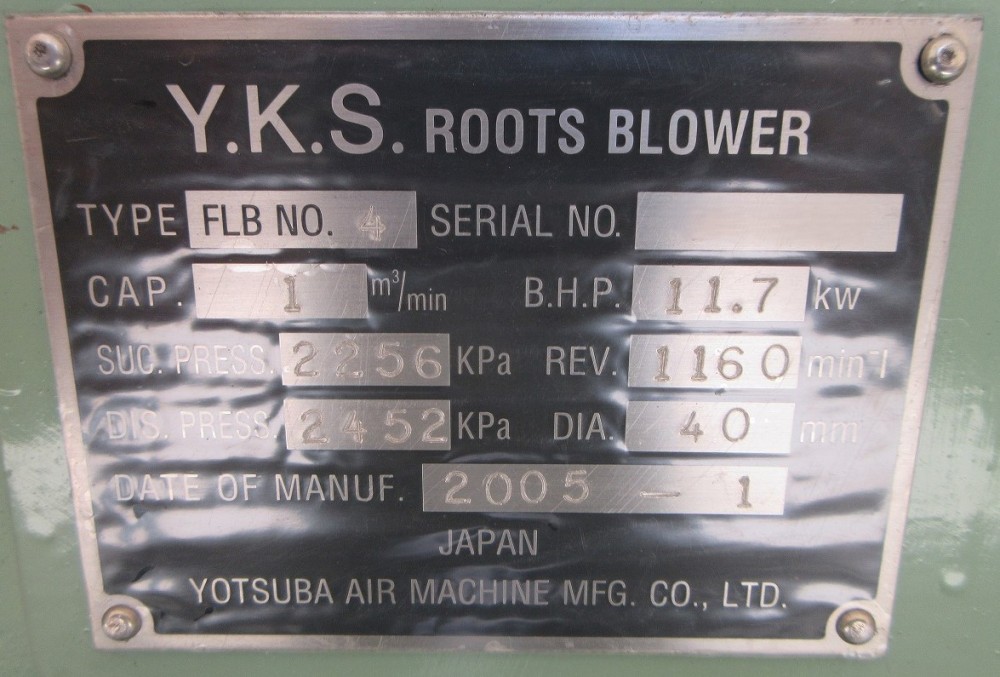 Y.K.S. ROOTS BLOWER
TYPE FLB NO. 4 SERIAL NO.
CAP. 1 m³/min B.H.P. 11.7 kw
SUC. PRESS. 2256 KPa REV. 1160 min⁻¹
DIS. PRESS. 2452 KPa DIA. 40 mm
DATE OF MANUF. 2005 - 1
JAPAN
YOTSUBA AIR MACHINE MFG. CO., LTD.